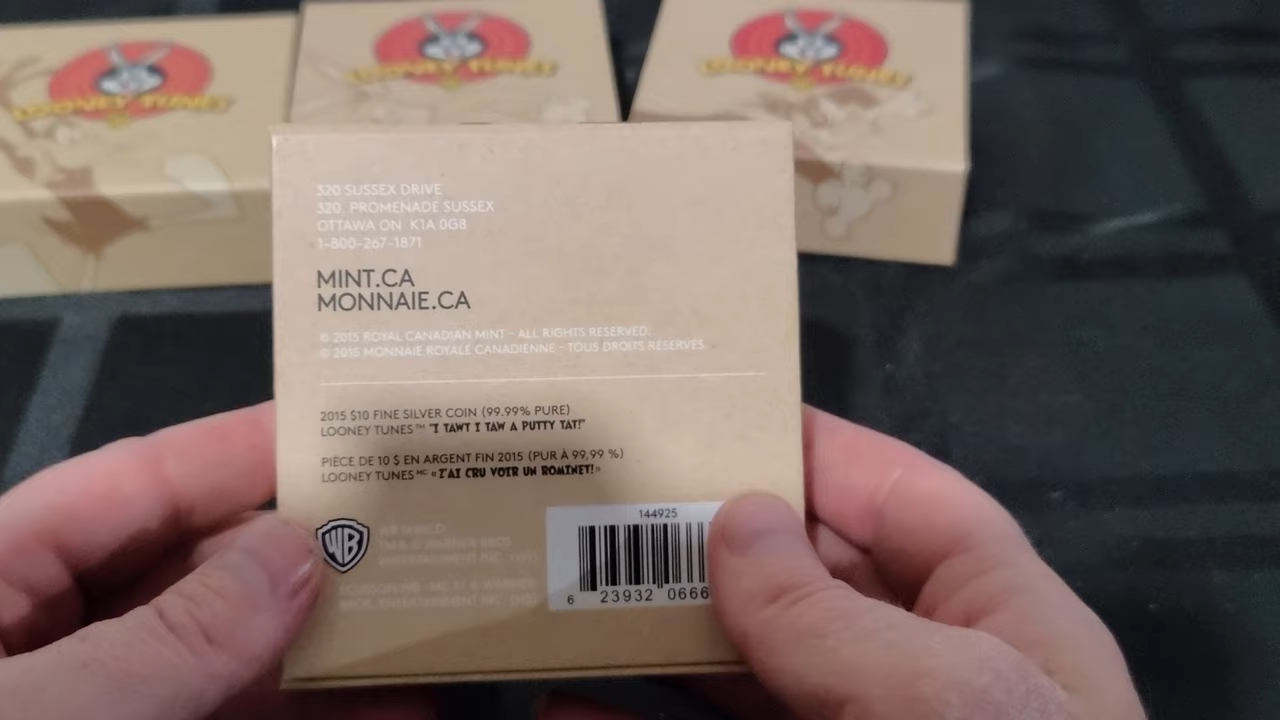 LOONEY TUNES
LOONEY TUNES
LOONEY TUNES
320 SUSSEX DRIVE
320, PROMENADE SUSSEX
OTTAWA ON K1A 0G8
1-800-267-1871
MINT.CA
MONNAIE.CA
© 2015 ROYAL CANADIAN MINT - ALL RIGHTS RESERVED.
© 2015 MONNAIE ROYALE CANADIENNE - TOUS DROITS RÉSERVÉS.
2015 $10 FINE SILVER COIN (99.99% PURE)
LOONEY TUNES™ "I TAWT I TAW A PUTTY TAT!"
PIÈCE DE 10 $ EN ARGENT FIN 2015 (PUR À 99,99 %)
LOONEY TUNES MC «J'AI CRU VOIR UN ROMINET!»
WB
144925
6 23932 0666